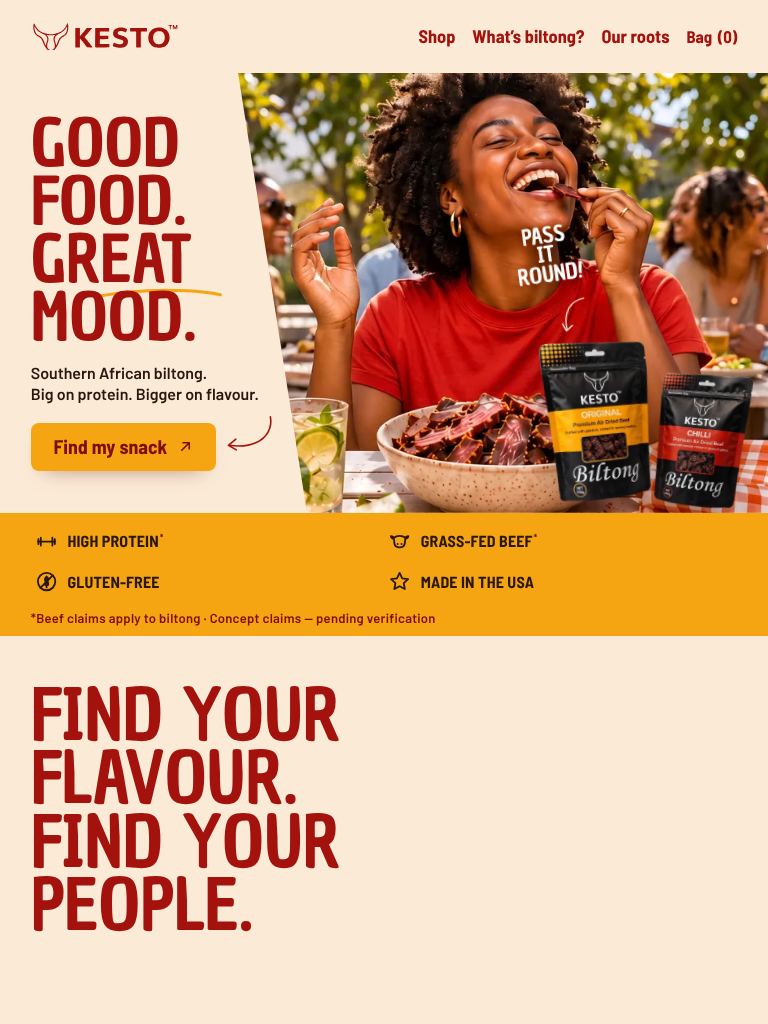 KESTO™
Shop What's biltong? Our roots Bag (0)
GOOD
FOOD.
GREAT
MOOD.
PASS
IT
ROUND!
Southern African biltong.
Big on protein. Bigger on flavour.
Find my snack
KESTO™
ORIGINAL
Premium Air Dried Beef
Biltong
KESTO™
CHILLI
Premium Air Dried Beef
Biltong
HIGH PROTEIN*
GRASS-FED BEEF*
GLUTEN-FREE
MADE IN THE USA
*Beef claims apply to biltong · Concept claims — pending verification
FIND YOUR
FLAVOUR.
FIND YOUR
PEOPLE.